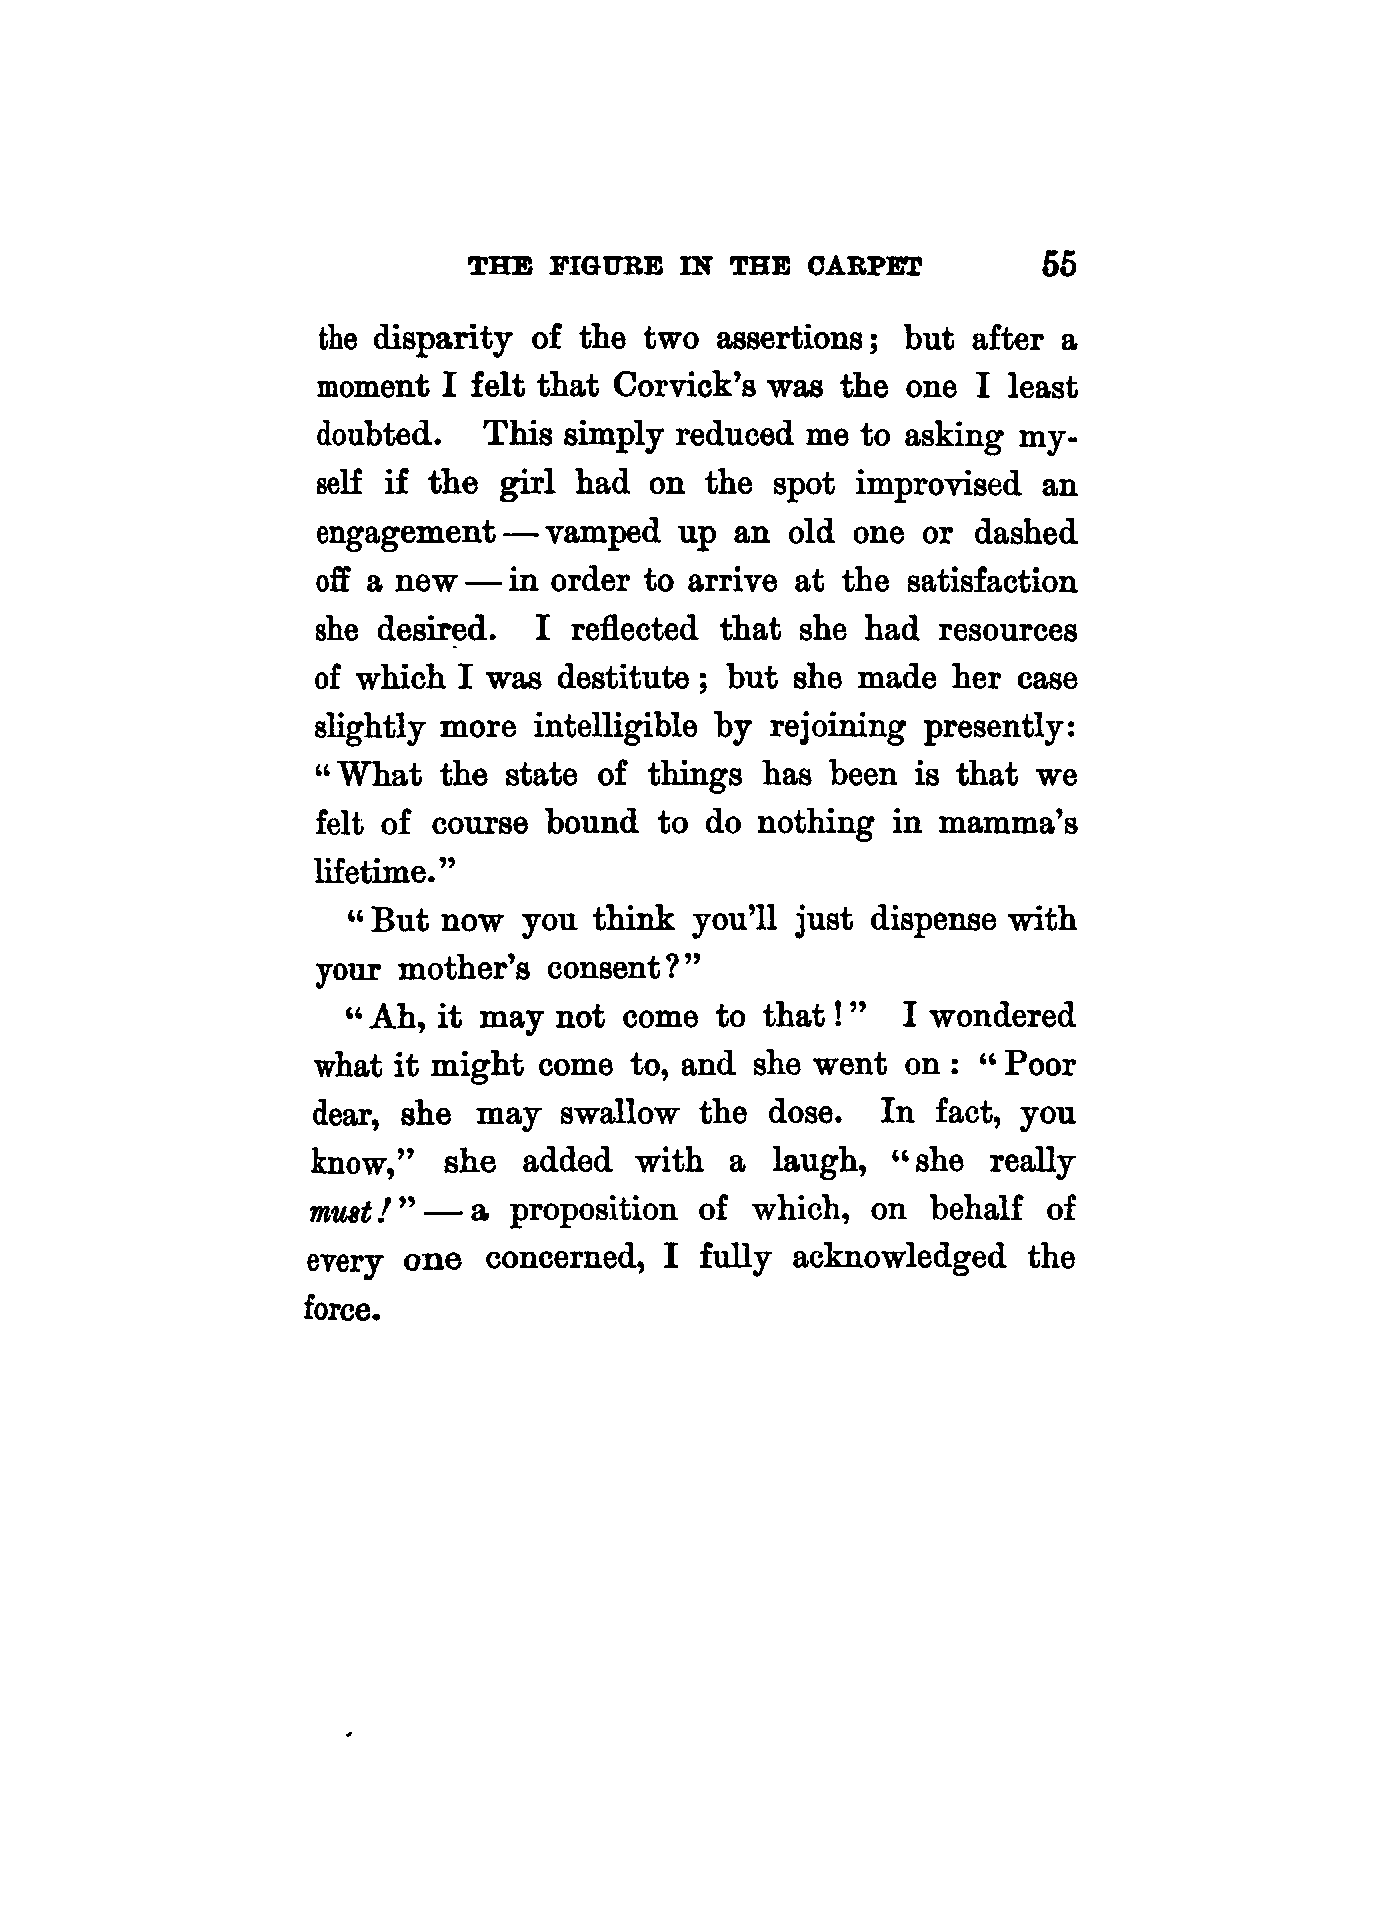 THE FIGURE IN THE CARPET 55
the disparity of the two assertions; but after a
moment I felt that Corvick's was the one I least
doubted. This simply reduced me to asking my-
self if the girl had on the spot improvised an
engagement—vamped up an old one or dashed
off a new—in order to arrive at the satisfaction
she desired. I reflected that she had resources
of which I was destitute; but she made her case
slightly more intelligible by rejoining presently:
“What the state of things has been is that we
felt of course bound to do nothing in mamma's
lifetime.”
“But now you think you'll just dispense with
your mother's consent?”
“Ah, it may not come to that!” I wondered
what it might come to, and she went on: “Poor
dear, she may swallow the dose. In fact, you
know,” she added with a laugh, “she really
must!”—a proposition of which, on behalf of
every one concerned, I fully acknowledged the
force.